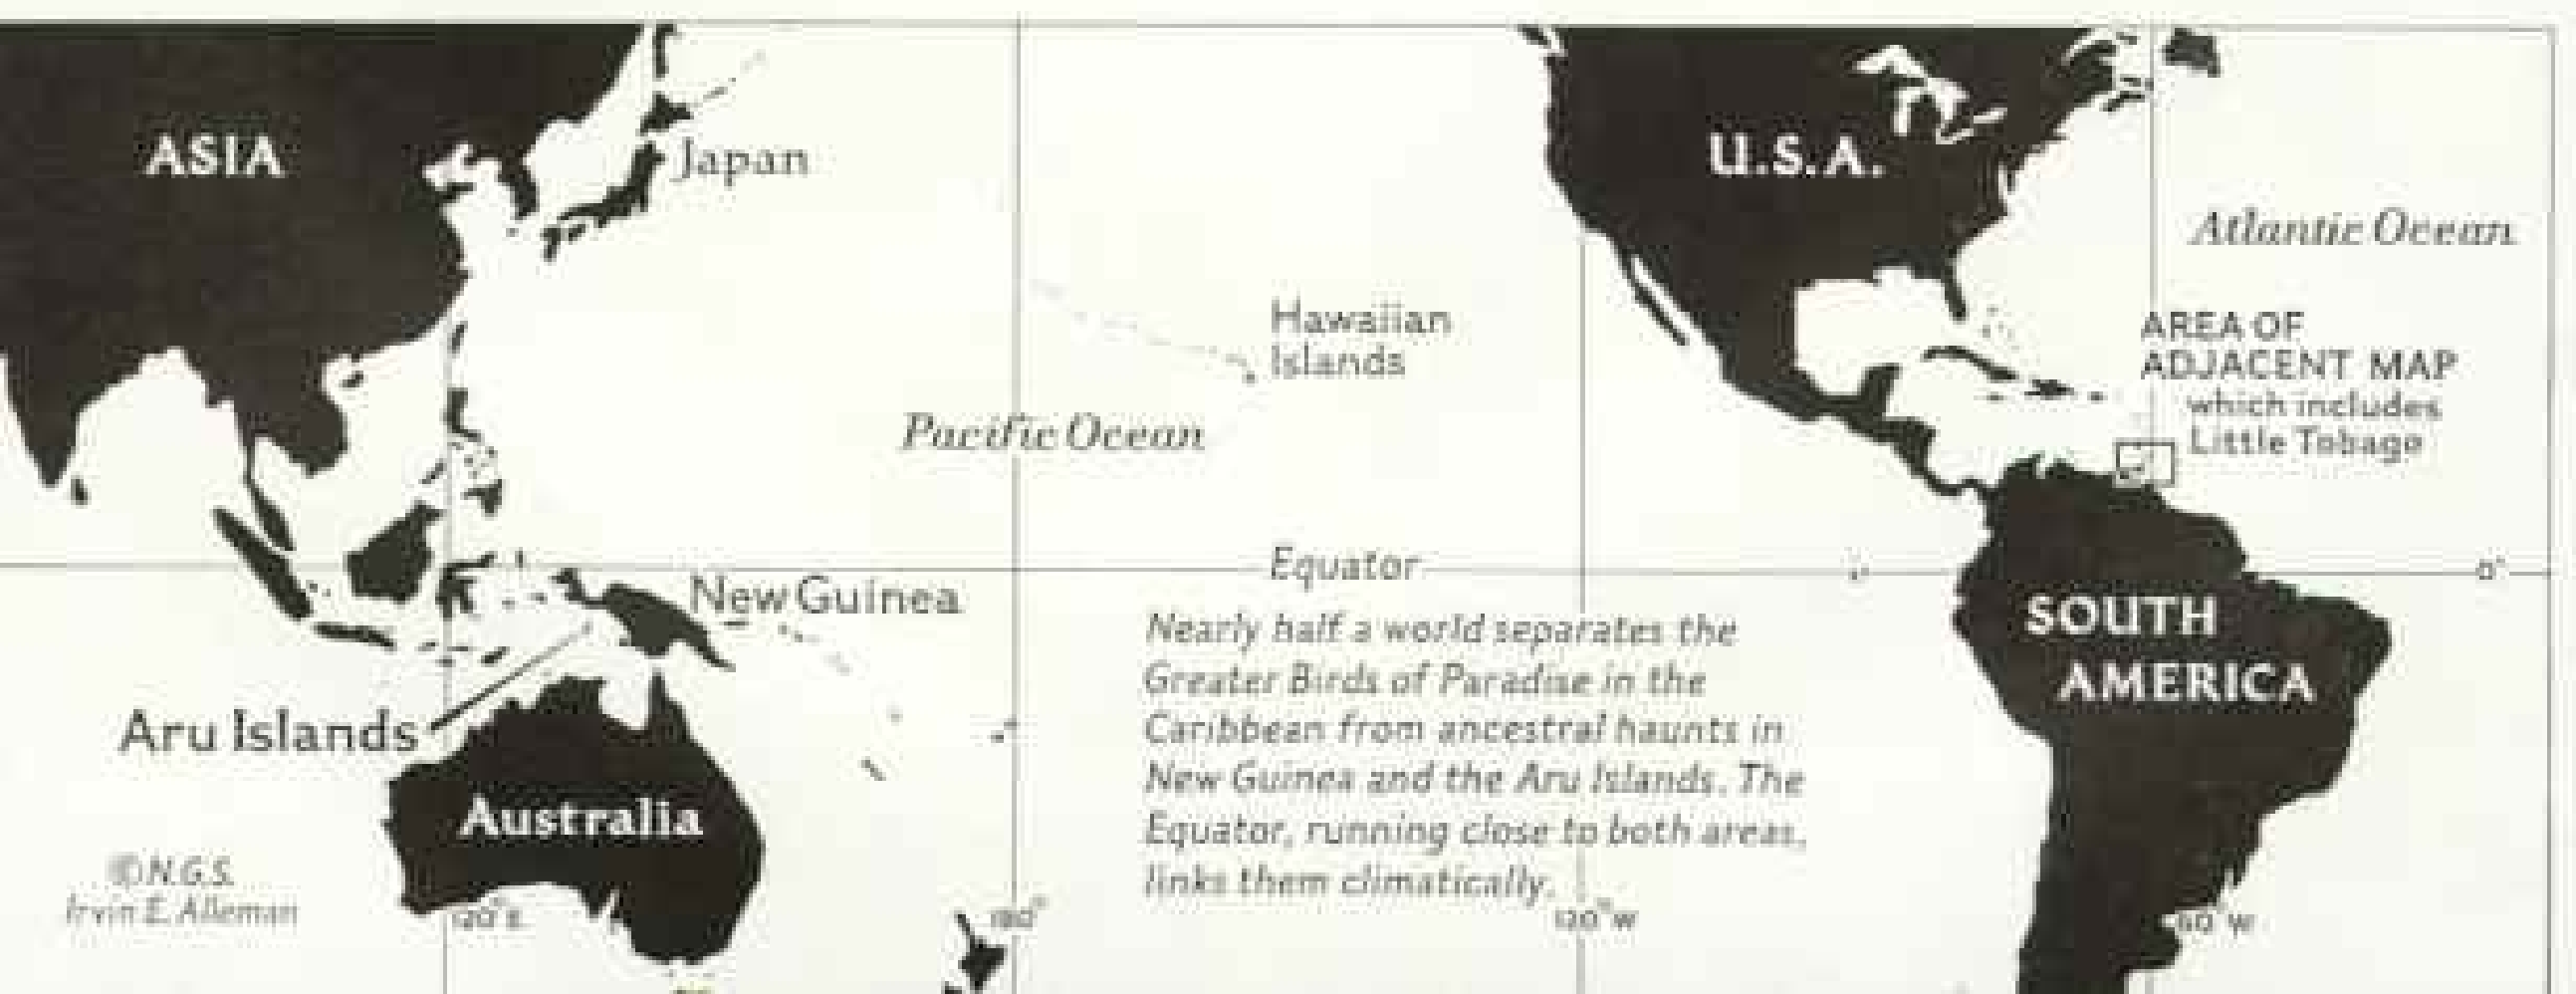 ASIA
Japan
U.S.A.
Atlantic Ocean
Hawaiian
Islands
Pacific Ocean
AREA OF
ADJACENT MAP
which includes
Little Tobago
Equator
0°
New Guinea
Nearly half a world separates the
Greater Birds of Paradise in the
Caribbean from ancestral haunts in
New Guinea and the Aru Islands. The
Equator, running close to both areas,
links them climatically.
SOUTH
AMERICA
Aru Islands
Australia
©N.G.S.
Irvin E. Alleman
120°E
180°
120°W
60°W